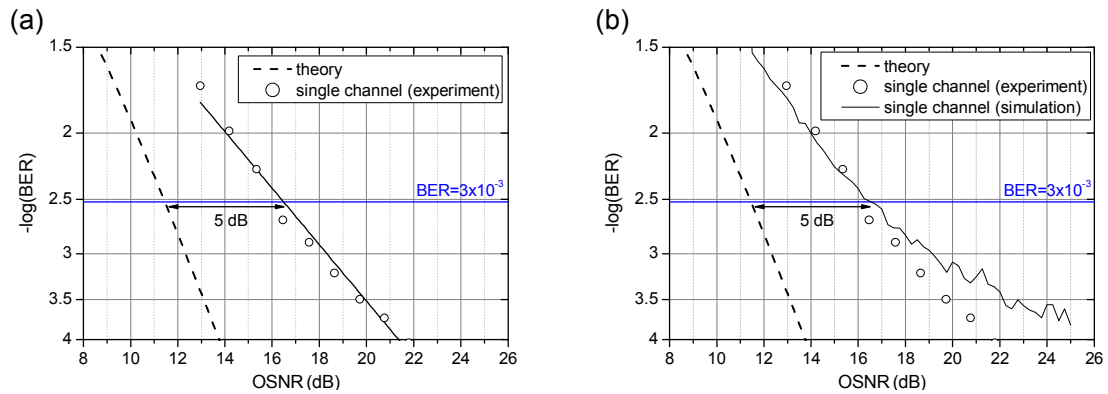 (a)
1.5
2
2.5
3
3.5
4
-log(BER)
theory
single channel (experiment)
BER=3x10⁻³
5 dB
8 10 12 14 16 18 20 22 24 26
OSNR (dB)
(b)
1.5
2
2.5
3
3.5
4
-log(BER)
theory
single channel (experiment)
single channel (simulation)
BER=3x10⁻³
5 dB
8 10 12 14 16 18 20 22 24 26
OSNR (dB)